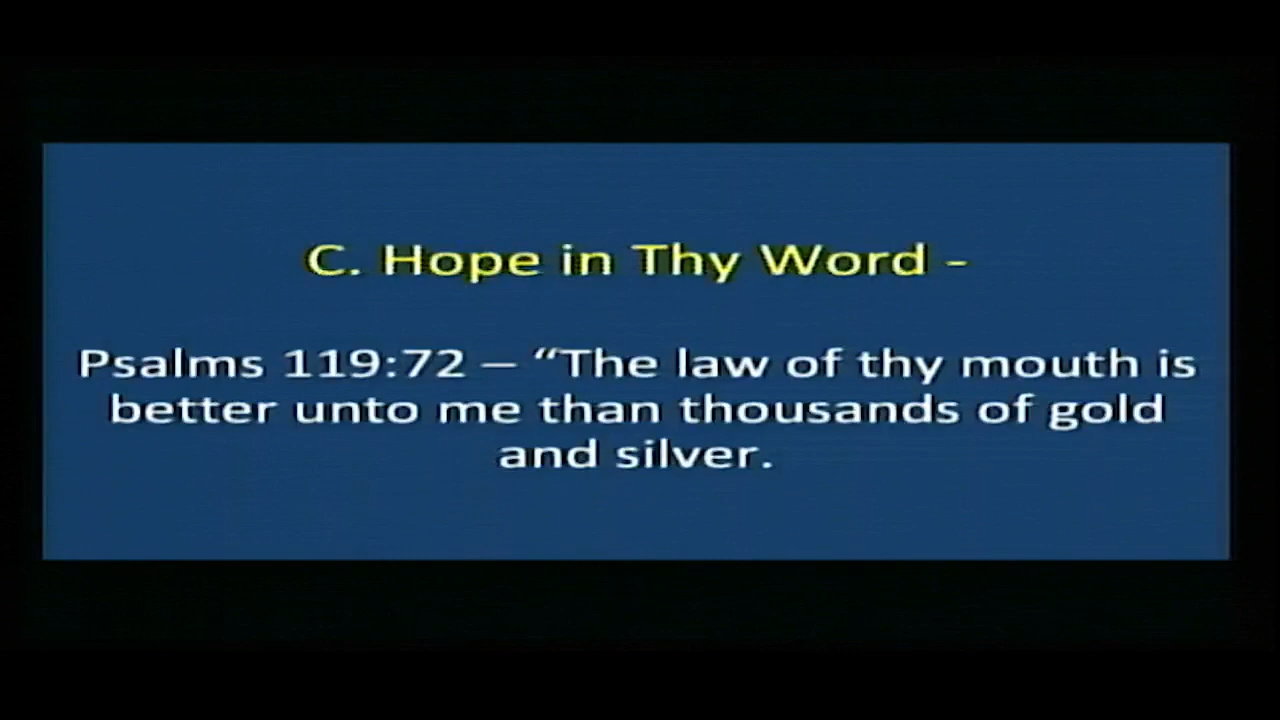 C. Hope in Thy Word -
Psalms 119:72 – “The law of thy mouth is
better unto me than thousands of gold
and silver.